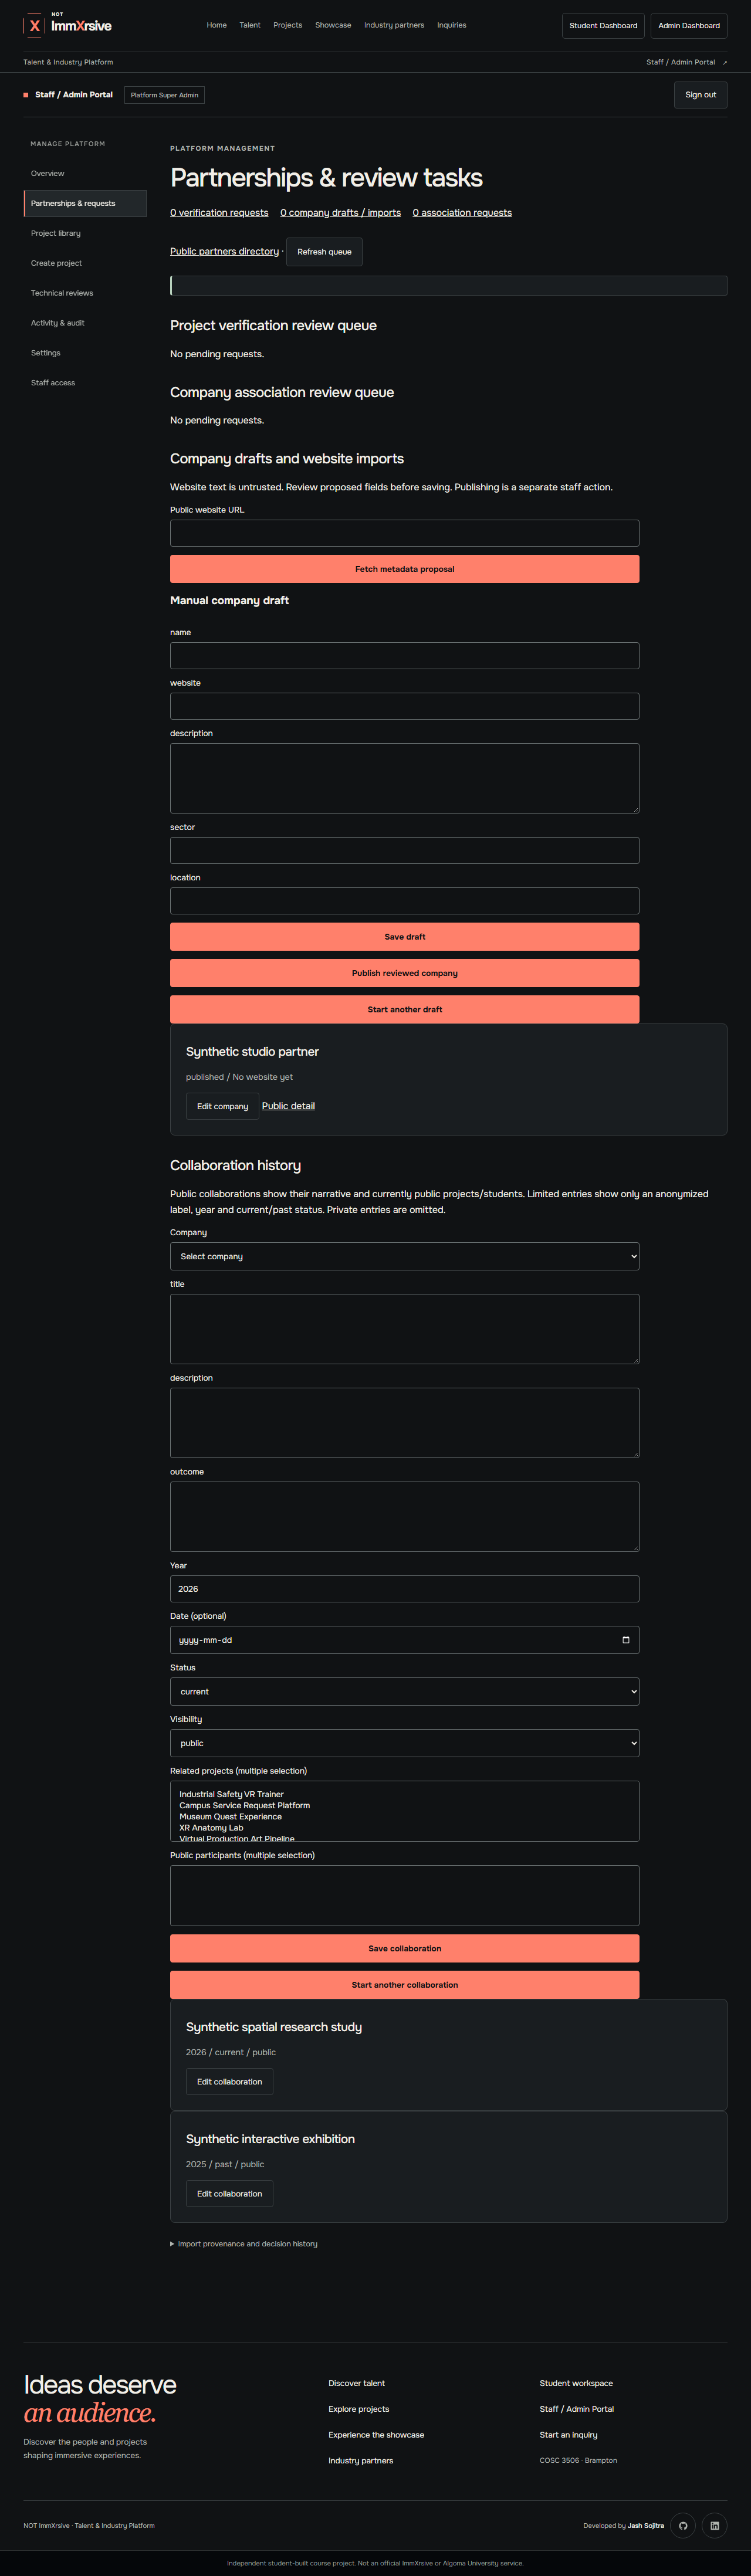 X
NOT
ImmXrsive
Home
Talent
Projects
Showcase
Industry partners
Inquiries
Student Dashboard
Admin Dashboard
Talent & Industry Platform
Staff / Admin Portal ↗
Staff / Admin Portal
Platform Super Admin
Sign out
MANAGE PLATFORM
Overview
Partnerships & requests
Project library
Create project
Technical reviews
Activity & audit
Settings
Staff access
PLATFORM MANAGEMENT
Partnerships & review tasks
0 verification requests
0 company drafts / imports
0 association requests
Public partners directory ·
Refresh queue
Project verification review queue
No pending requests.
Company association review queue
No pending requests.
Company drafts and website imports
Website text is untrusted. Review proposed fields before saving. Publishing is a separate staff action.
Public website URL
Fetch metadata proposal
Manual company draft
name
website
description
sector
location
Save draft
Publish reviewed company
Start another draft
Synthetic studio partner
published / No website yet
Edit company
Public detail
Collaboration history
Public collaborations show their narrative and currently public projects/students. Limited entries show only an anonymized
label, year and current/past status. Private entries are omitted.
Company
Select company
title
description
outcome
Year
2026
Date (optional)
yyyy-mm-dd
Status
current
Visibility
public
Related projects (multiple selection)
Industrial Safety VR Trainer
Campus Service Request Platform
Museum Quest Experience
XR Anatomy Lab
Virtual Production Art Pipeline
Public participants (multiple selection)
Save collaboration
Start another collaboration
Synthetic spatial research study
2026 / current / public
Edit collaboration
Synthetic interactive exhibition
2025 / past / public
Edit collaboration
Import provenance and decision history
Ideas deserve
an audience.
Discover the people and projects
shaping immersive experiences.
Discover talent
Explore projects
Experience the showcase
Industry partners
Student workspace
Staff / Admin Portal
Start an inquiry
COSC 3506 · Brampton
NOT ImmXrsive · Talent & Industry Platform
Developed by Jash Sojitra
Independent student-built course project. Not an official ImmXrsive or Algoma University service.